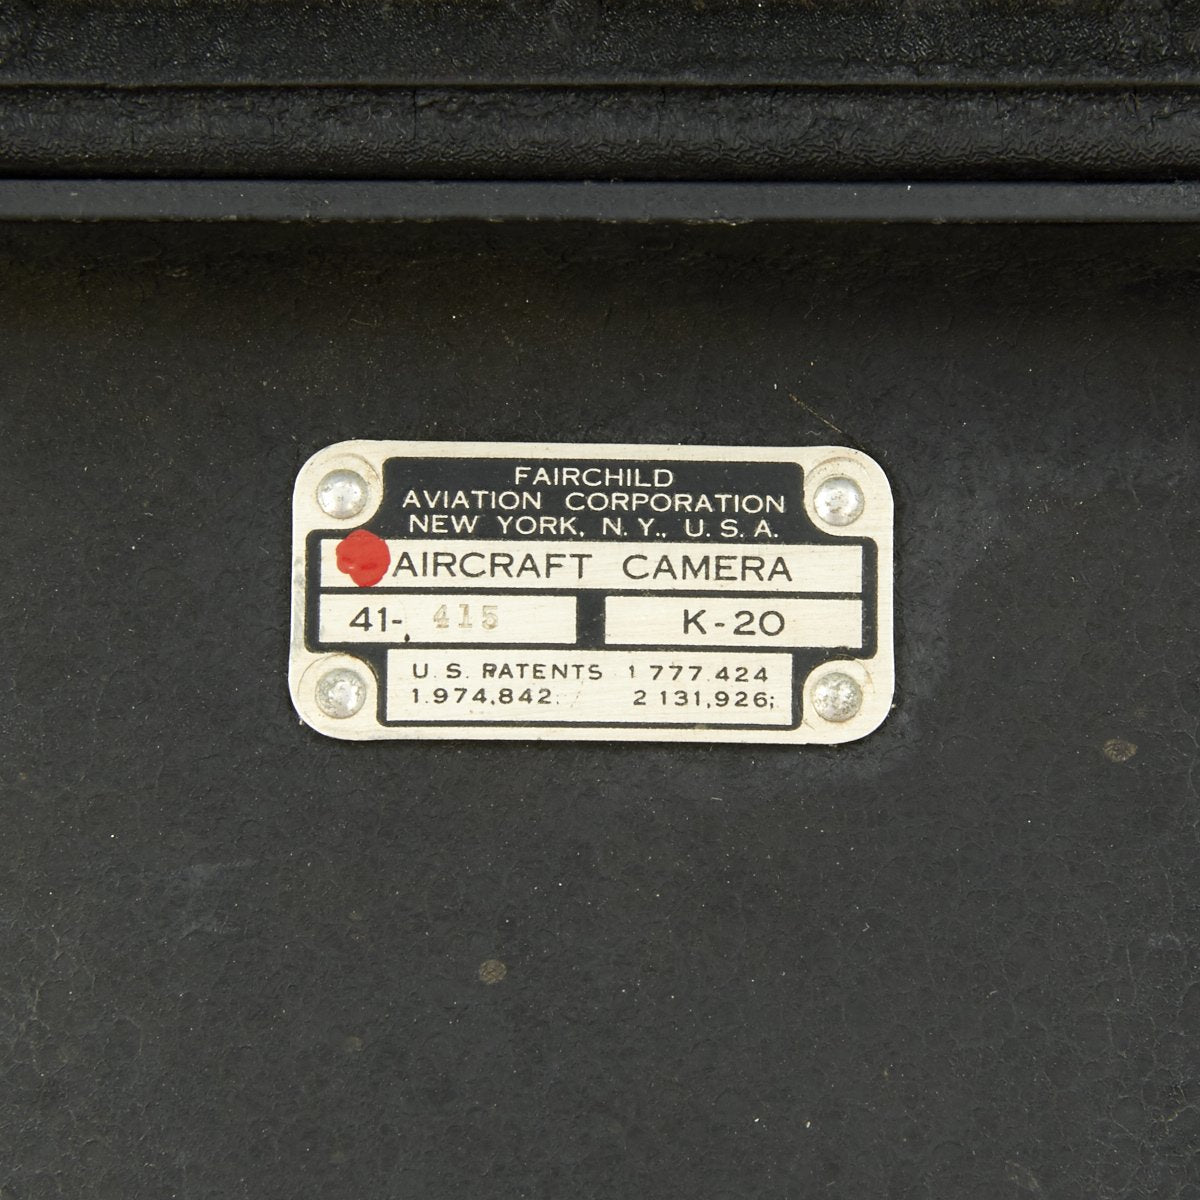 FAIRCHILD
AVIATION CORPORATION
NEW YORK, N. Y., U. S. A.
AIRCRAFT CAMERA
41- 415 K-20
U. S. PATENTS 1 777.424
1.974,842. 2 131,926;